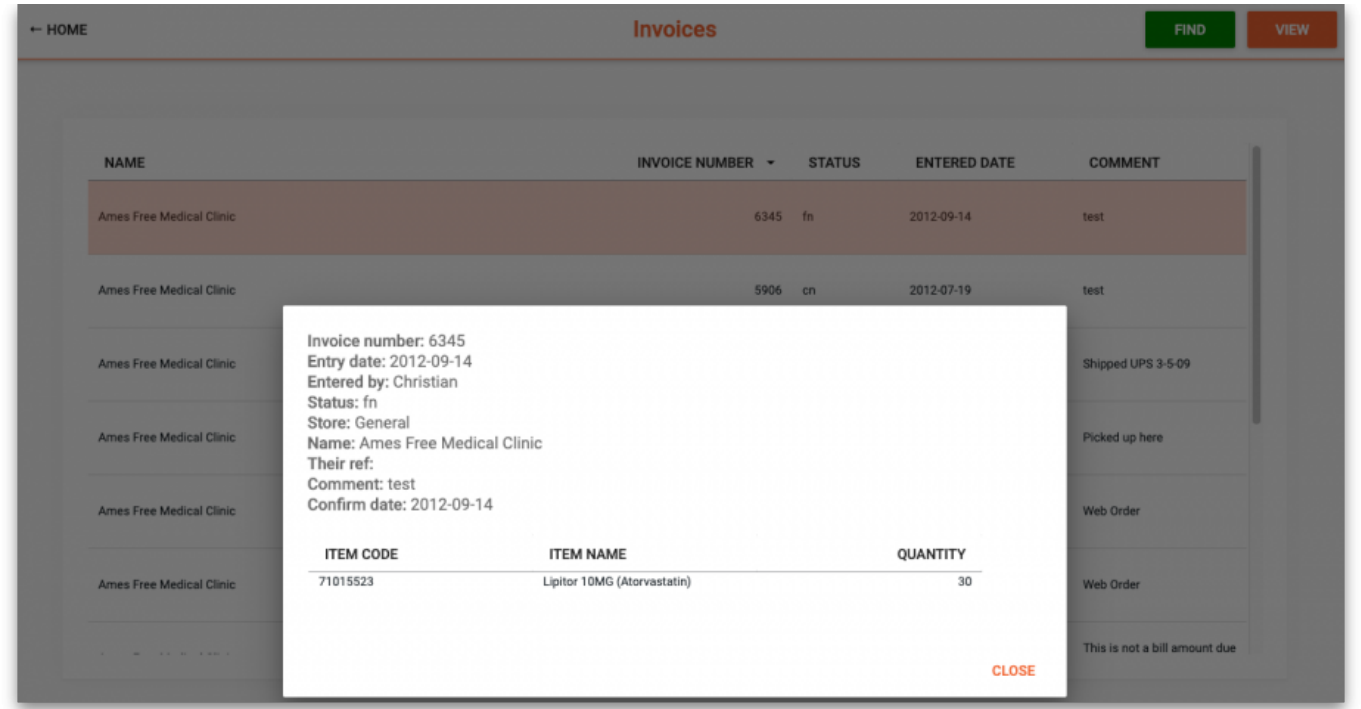 ← HOME
Invoices
FIND
VIEW
NAME INVOICE NUMBER STATUS ENTERED DATE COMMENT
Ames Free Medical Clinic 6345 fn 2012-09-14 test
Ames Free Medical Clinic 5906 cn 2012-07-19 test
Ames Free Medical Clinic Shipped UPS 3-5-09
Ames Free Medical Clinic Picked up here
Ames Free Medical Clinic Web Order
Ames Free Medical Clinic Web Order
This is not a bill amount due
Invoice number: 6345
Entry date: 2012-09-14
Entered by: Christian
Status: fn
Store: General
Name: Ames Free Medical Clinic
Their ref:
Comment: test
Confirm date: 2012-09-14
ITEM CODE ITEM NAME QUANTITY
71015523 Lipitor 10MG (Atorvastatin) 30
CLOSE